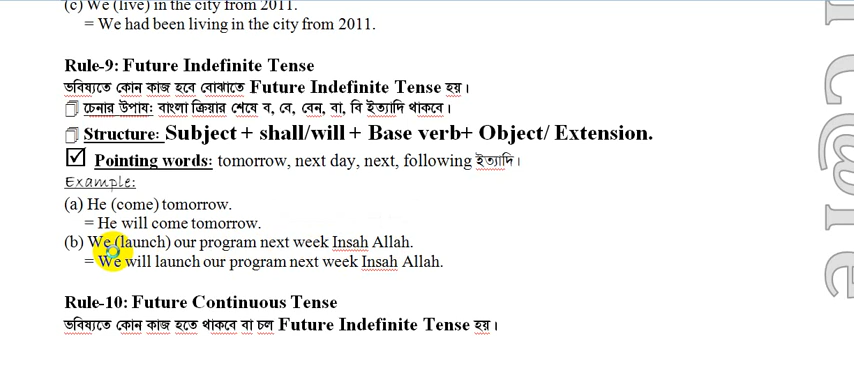 (c) We (live) in the city from 2011.
= We had been living in the city from 2011.
Rule-9: Future Indefinite Tense
ভবিষ্যতে কোন কাজ হবে বোঝাতে Future Indefinite Tense হয়।
চেনার উপায়: বাংলা ক্রিয়ার শেষে ব, বে, বেন, বা, বি ইত্যাদি থাকবে।
Structure: Subject + shall/will + Base verb+ Object/ Extension.
Pointing words: tomorrow, next day, next, following ইত্যাদি।
Example:
(a) He (come) tomorrow.
= He will come tomorrow.
(b) We (launch) our program next week Insah Allah.
= We will launch our program next week Insah Allah.
Rule-10: Future Continuous Tense
ভবিষ্যতে কোন কাজ হতে থাকবে বা চল Future Indefinite Tense হয়।